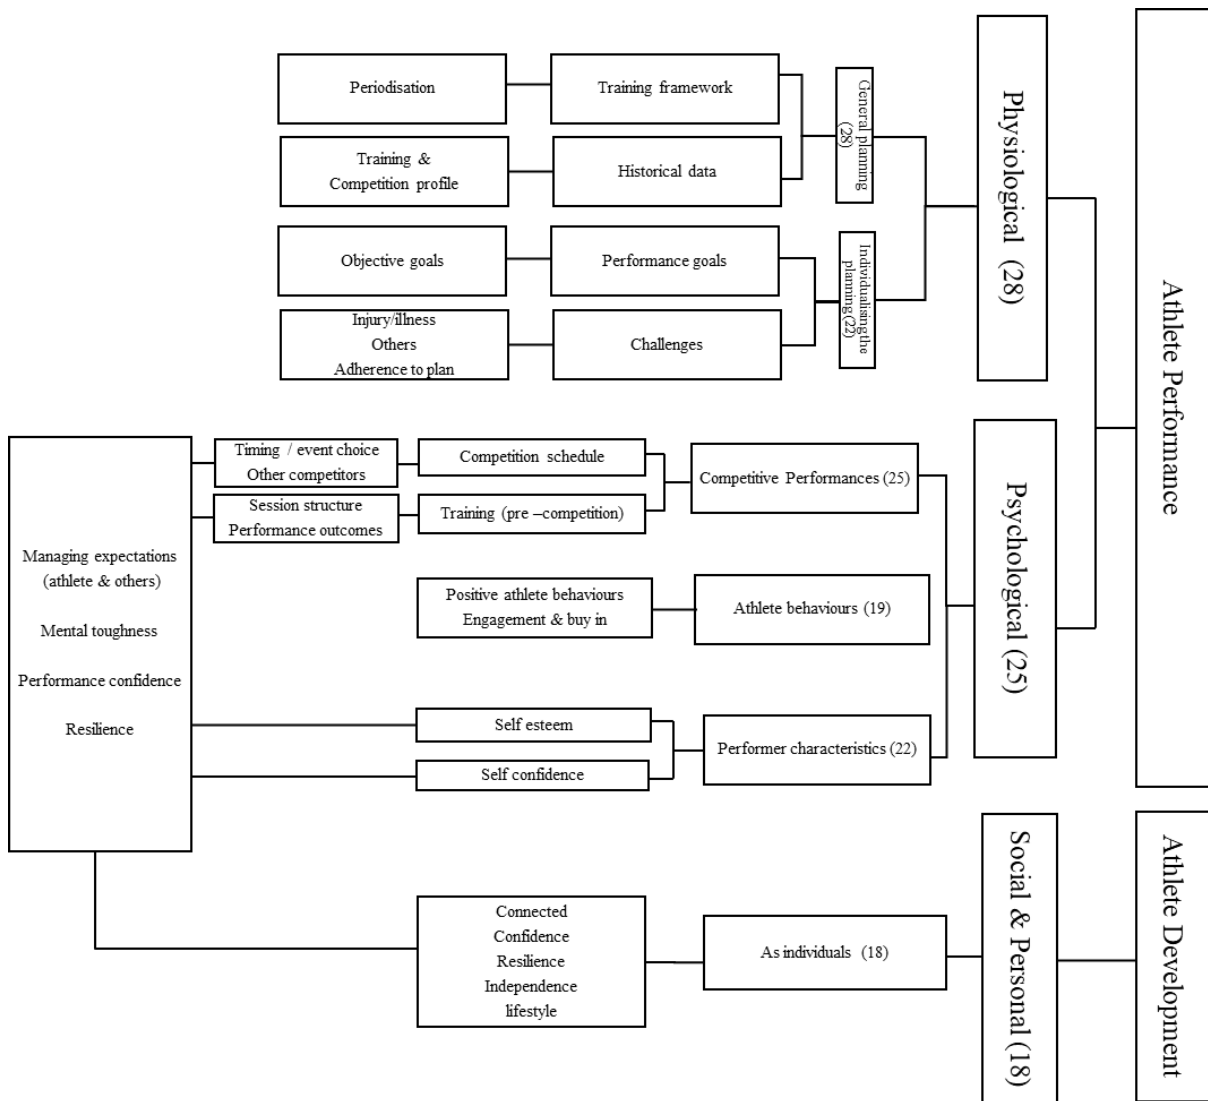 Periodisation
Training framework
General planning
(28)
Training &
Competition profile
Historical data
Physiological (28)
Objective goals
Performance goals
Individualising the
planning (22)
Injury/illness
Others
Adherence to plan
Challenges
Athlete Performance
Timing / event choice
Other competitors
Competition schedule
Competitive Performances (25)
Session structure
Performance outcomes
Training (pre –competition)
Managing expectations
(athlete & others)
Mental toughness
Performance confidence
Resilience
Positive athlete behaviours
Engagement & buy in
Athlete behaviours (19)
Psychological (25)
Self esteem
Performer characteristics (22)
Self confidence
Connected
Confidence
Resilience
Independence
lifestyle
As individuals (18)
Social & Personal (18)
Athlete Development